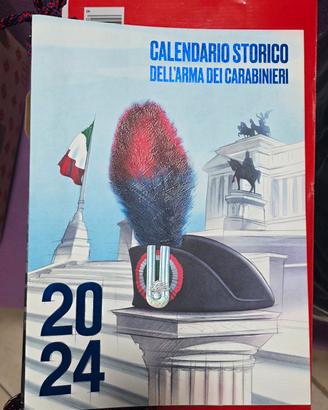 CALENDARIO STORICO
DELL'ARMA DEI CARABINIERI
20
24